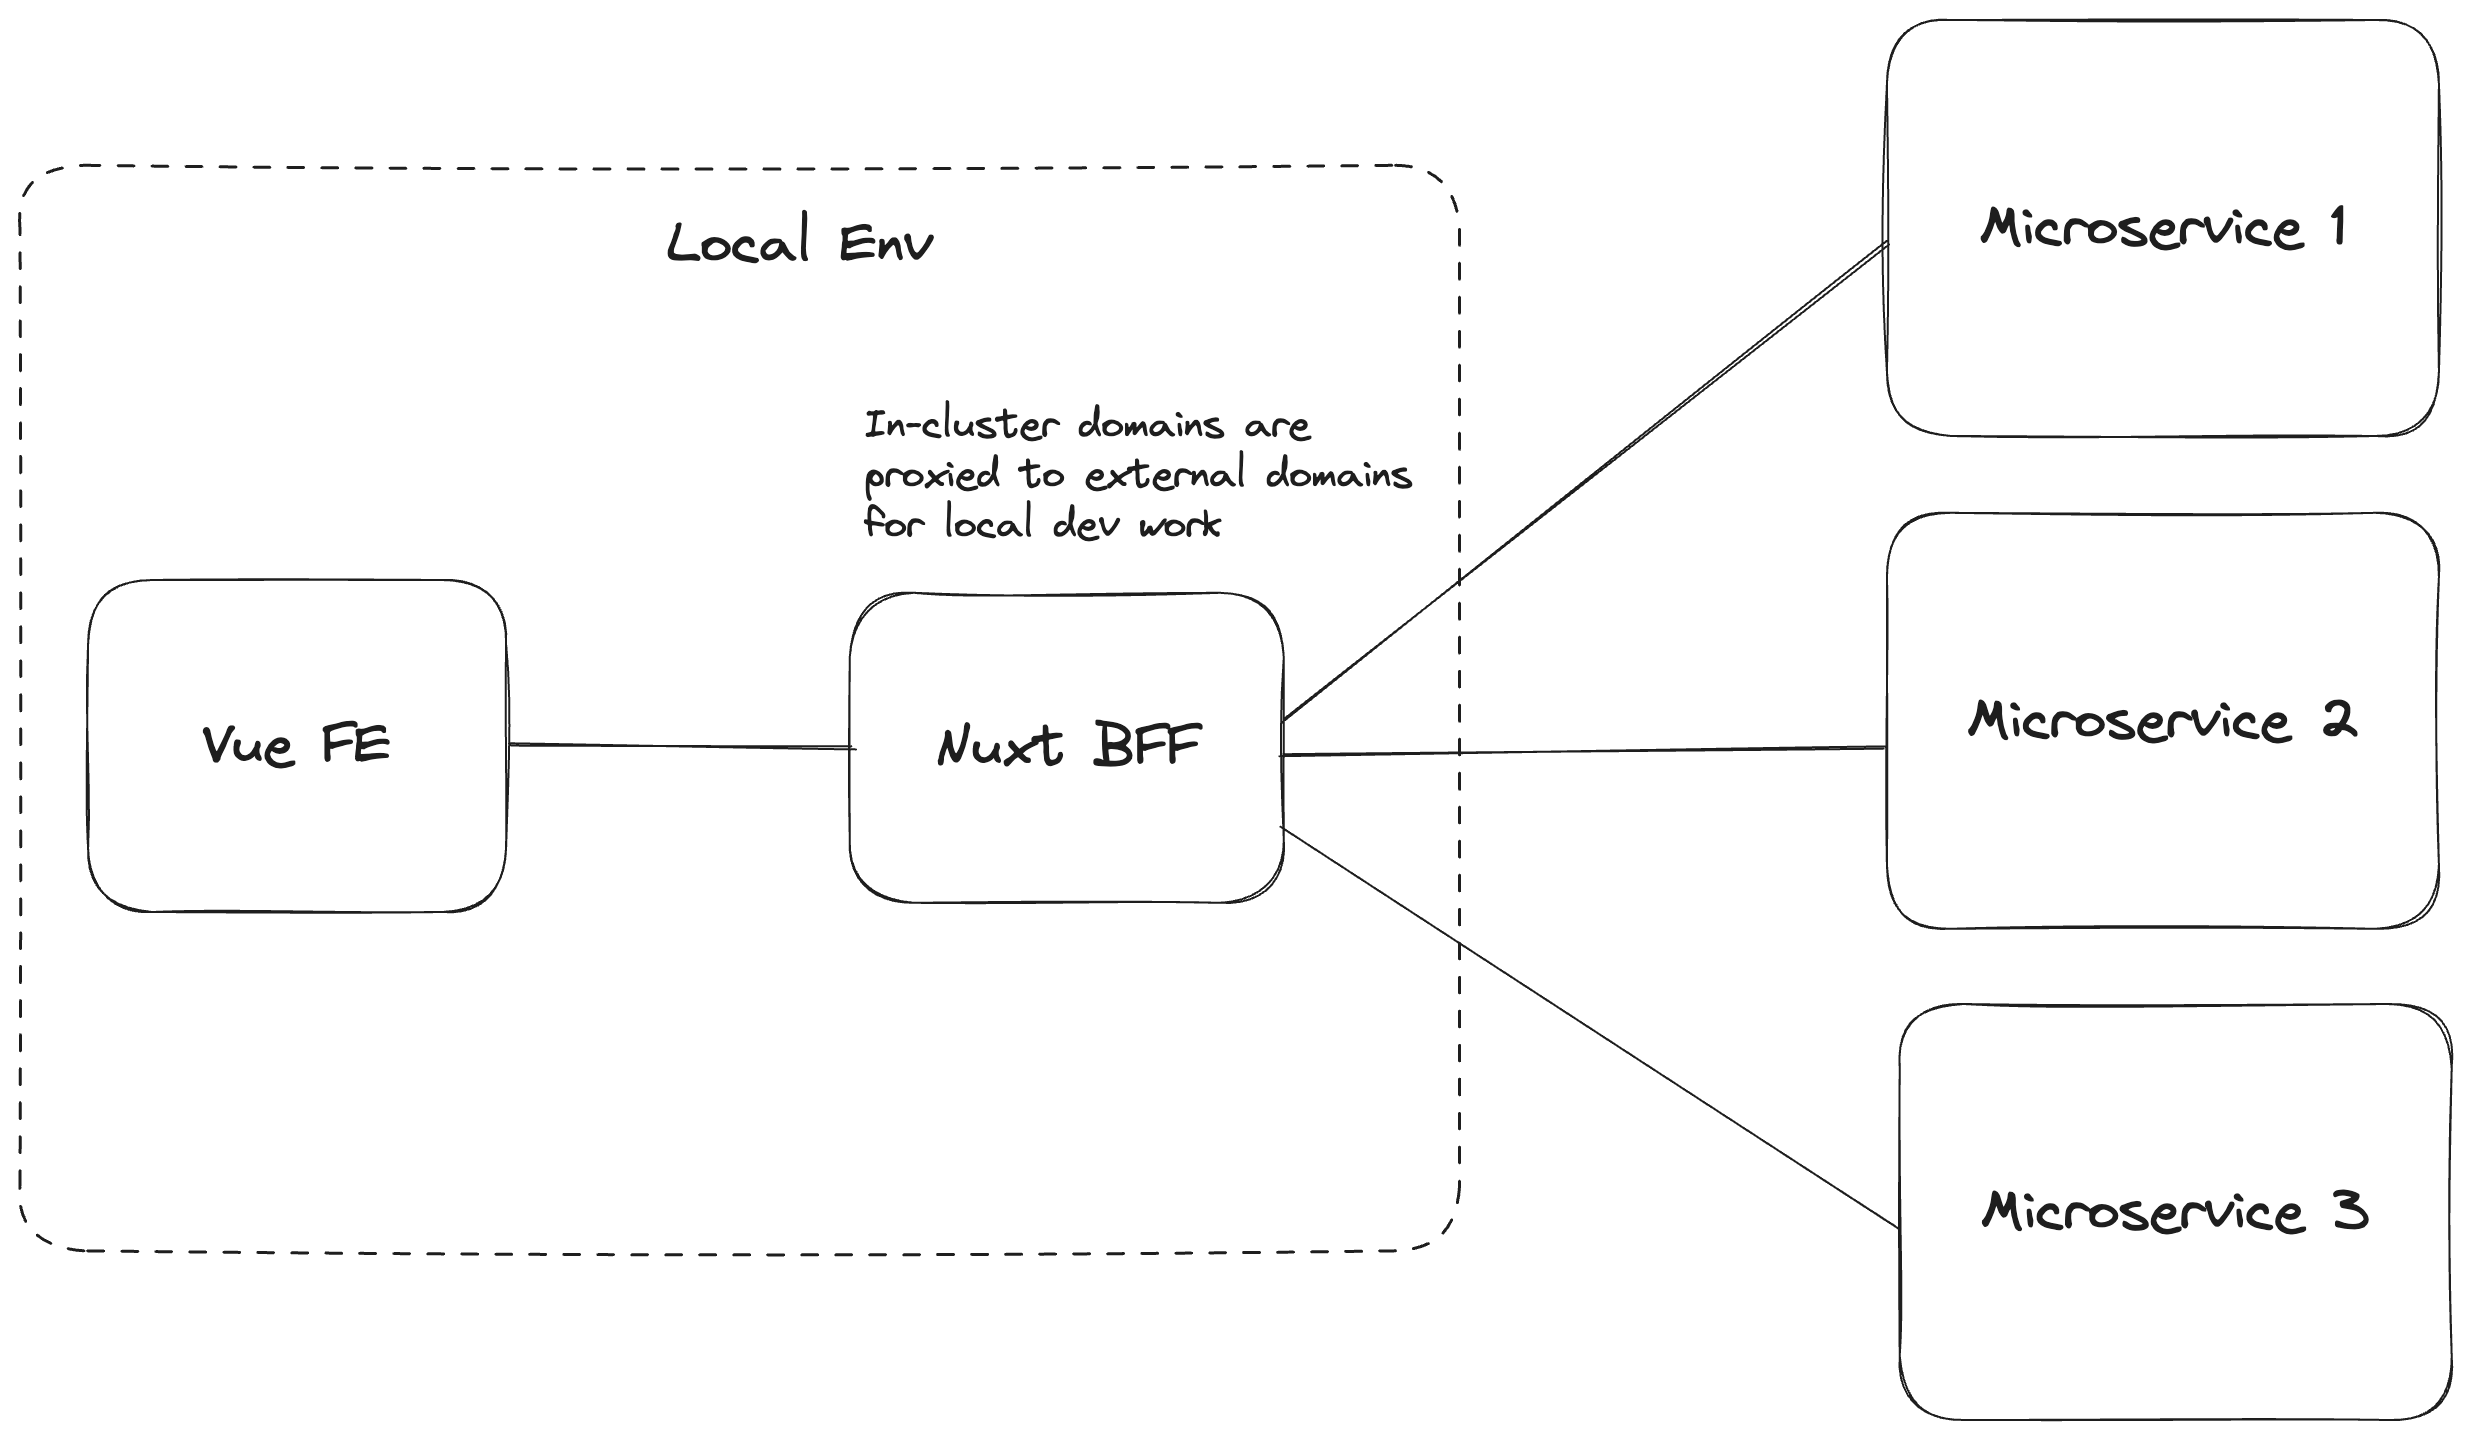 Local Env
In-cluster domains are
proxied to external domains
for local dev work
Vue FE
Nuxt BFF
Microservice 1
Microservice 2
Microservice 3